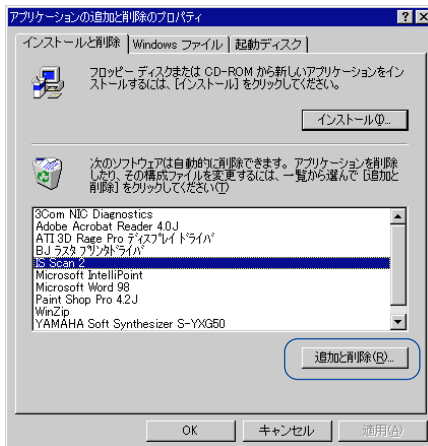 アプリケーションの追加と削除のプロパティ
インストールと削除 Windows ファイル 起動ディスク
フロッピー ディスクまたは CD-ROM から新しいアプリケーションをイン
ストールするには、[インストール] をクリックしてください。
インストール(I)...
次のソフトウェアは自動的に削除できます。アプリケーションを削除
したり、その構成ファイルを変更するには、一覧から選んで [追加と
削除] をクリックしてください(T)
3Com NIC Diagnostics
Adobe Acrobat Reader 4.0J
ATI 3D Rage Pro ディスプレイ ドライバ
BJ ラスタ プリンタドライバ
IS Scan 2
Microsoft IntelliPoint
Microsoft Word 98
Paint Shop Pro 4.2J
WinZip
YAMAHA Soft Synthesizer S-YXG50
追加と削除(R)...
OK キャンセル 適用(A)